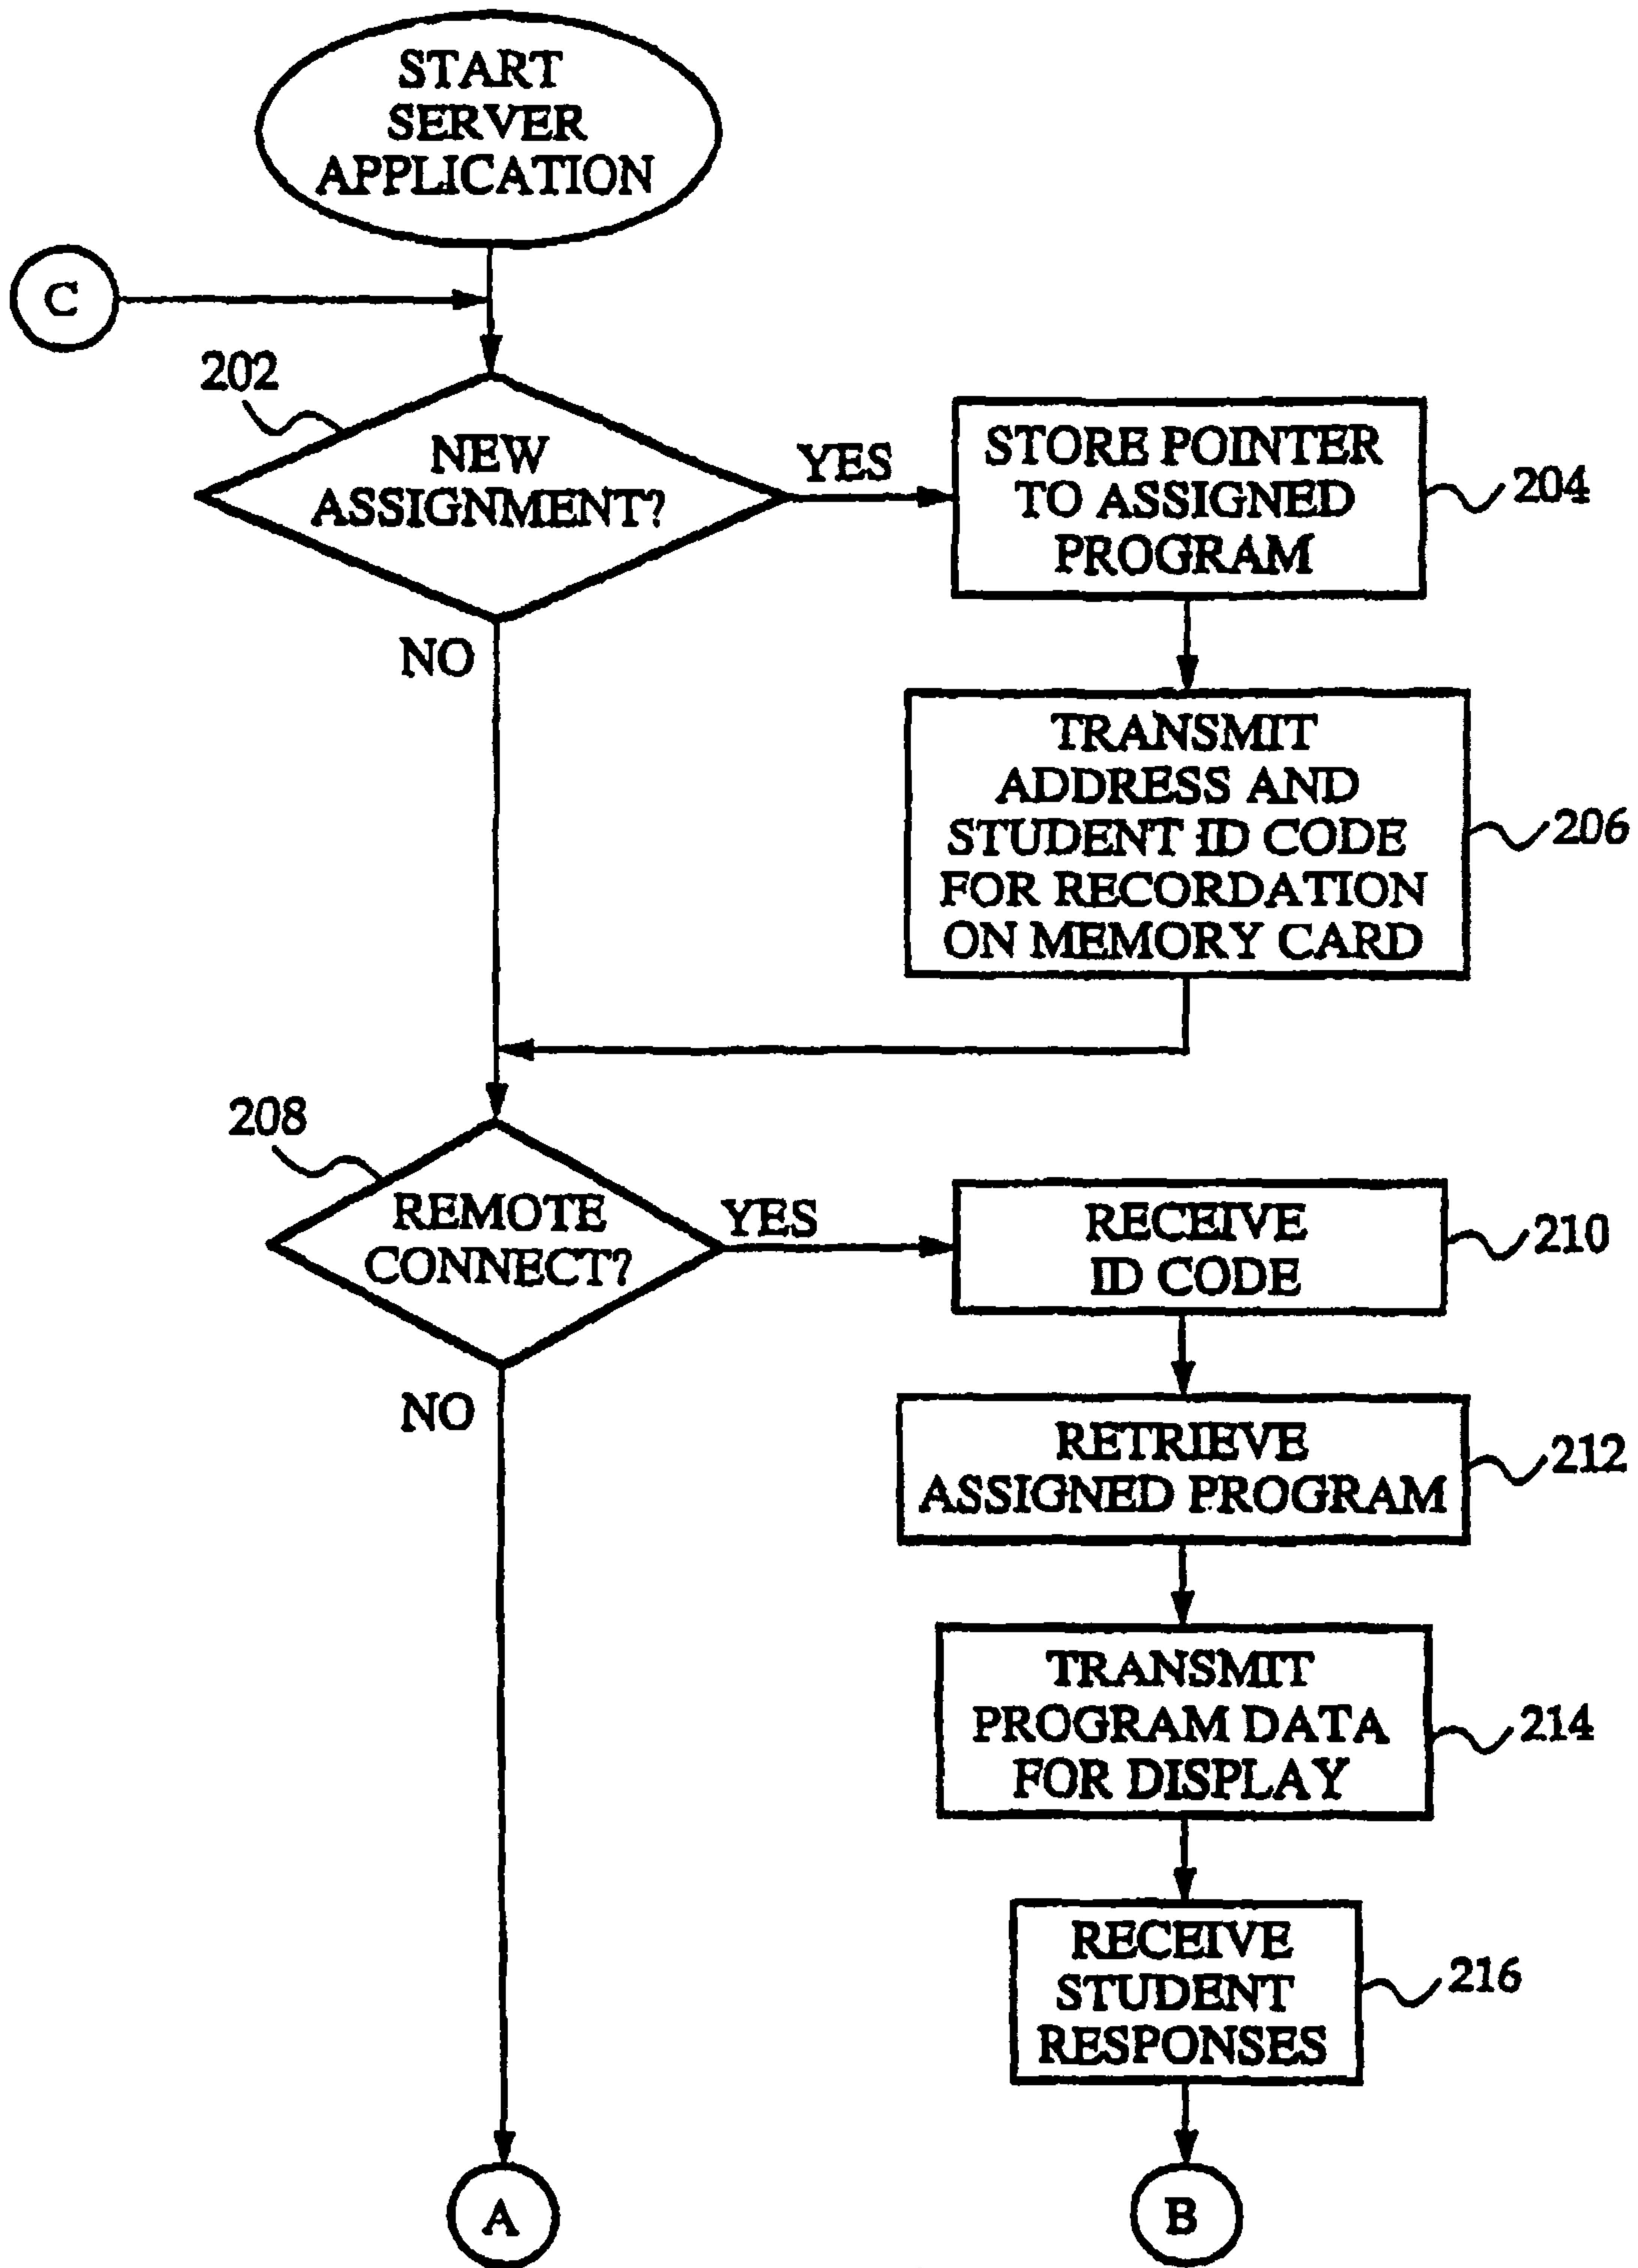 START
SERVER
APPLICATION
C
202
NEW
ASSIGNMENT?
YES
STORE POINTER
TO ASSIGNED
PROGRAM
204
NO
TRANSMIT
ADDRESS AND
STUDENT ID CODE
FOR RECORDATION
ON MEMORY CARD
206
208
REMOTE
CONNECT?
YES
RECEIVE
ID CODE
210
NO
RETRIEVE
ASSIGNED PROGRAM
212
TRANSMIT
PROGRAM DATA
FOR DISPLAY
214
RECEIVE
STUDENT
RESPONSES
216
A
B